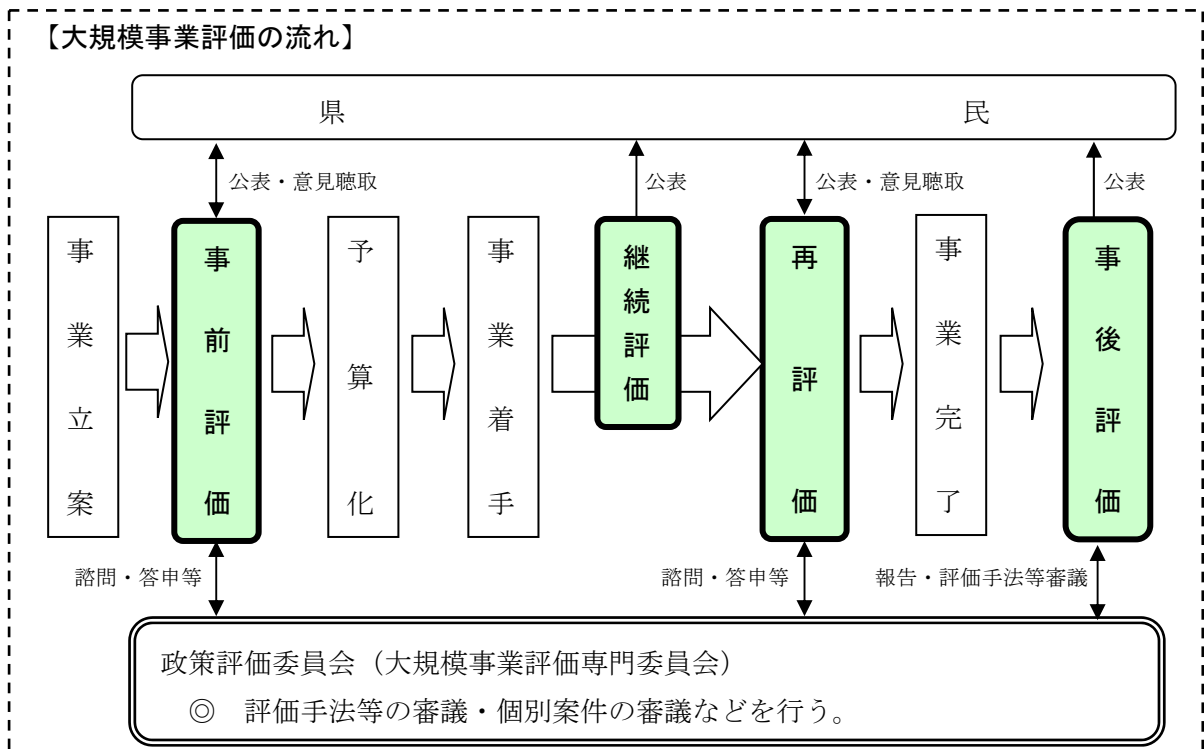 【大規模事業評価の流れ】
県民
公表・意見聴取
公表
公表・意見聴取
公表
事業立案
事前評価
予算化
事業着手
継続評価
再評価
事業完了
事後評価
諮問・答申等
諮問・答申等
報告・評価手法等審議
政策評価委員会（大規模事業評価専門委員会）
◎ 評価手法等の審議・個別案件の審議などを行う。